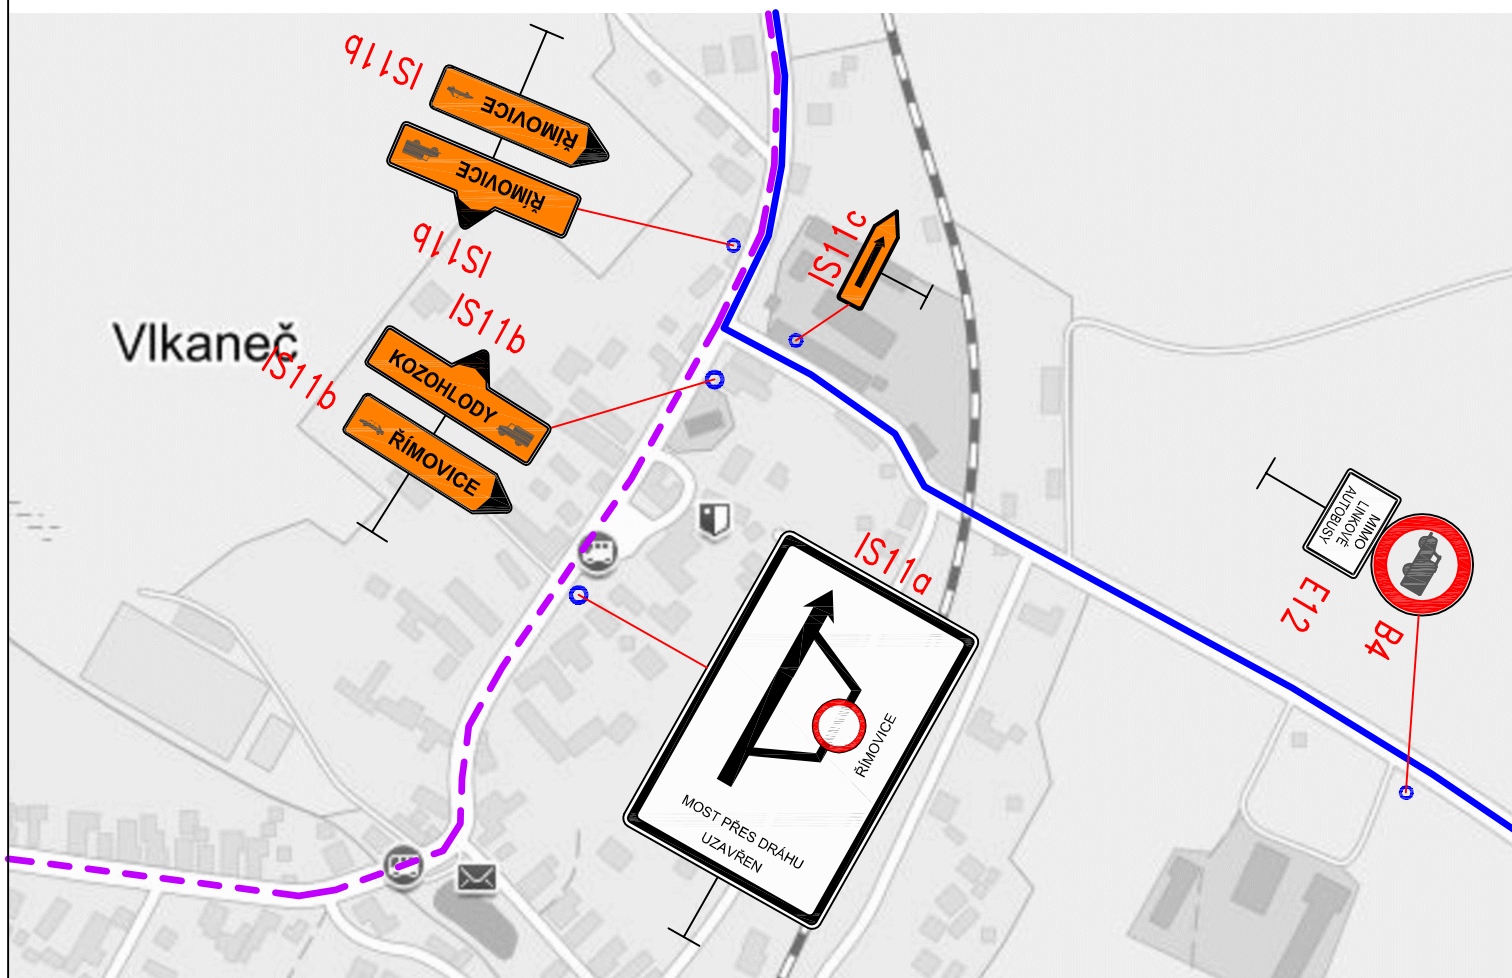 IS11b
ŘÍMOVICE
ŘÍMOVICE
IS11b
IS11c
IS11b
Vlkaneč
IS11b
KOZOHLODY
ŘÍMOVICE
IS11a
ŘÍMOVICE
MOST PŘES DRÁHU
UZAVŘEN
MIMO
LINKOVÉ
AUTOBUSY
E12
B4